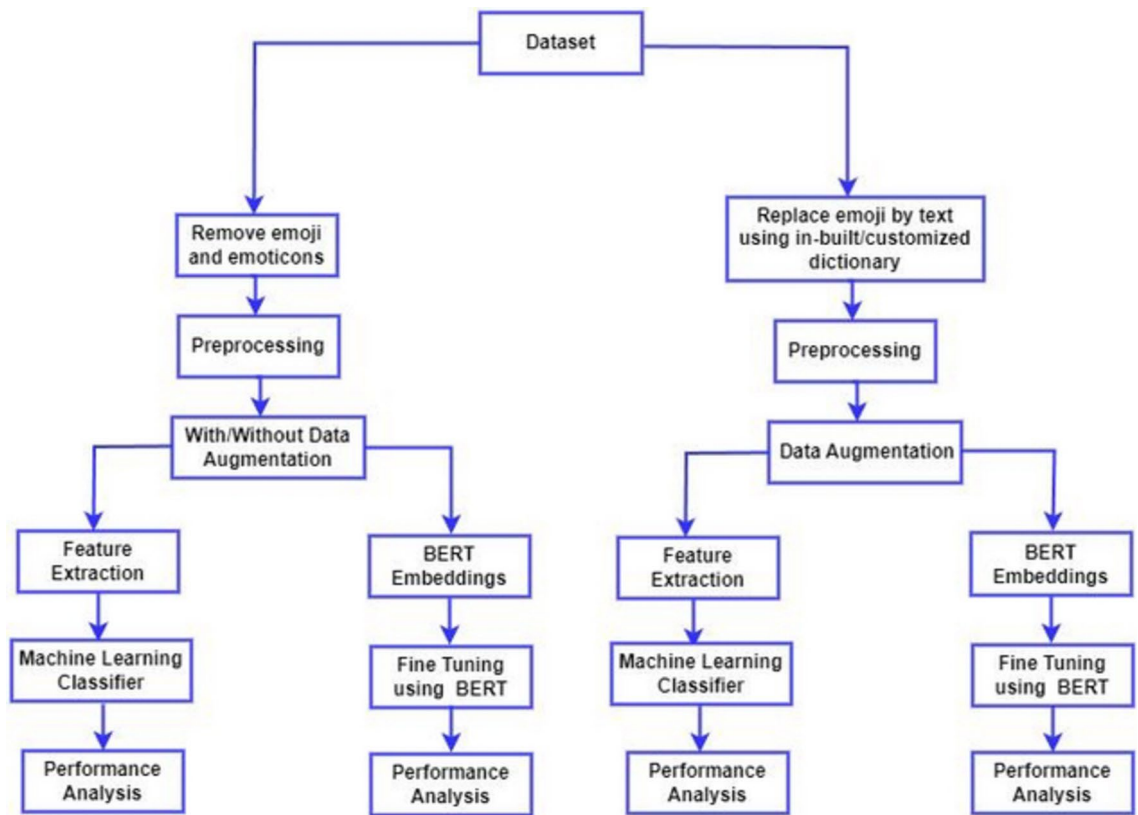 Dataset
Remove emoji
and emoticons
Replace emoji by text
using in-built/customized
dictionary
Preprocessing
Preprocessing
With/Without Data
Augmentation
Data Augmentation
Feature
Extraction
BERT
Embeddings
Feature
Extraction
BERT
Embeddings
Machine Learning
Classifier
Fine Tuning
using BERT
Machine Learning
Classifier
Fine Tuning
using BERT
Performance
Analysis
Performance
Analysis
Performance
Analysis
Performance
Analysis